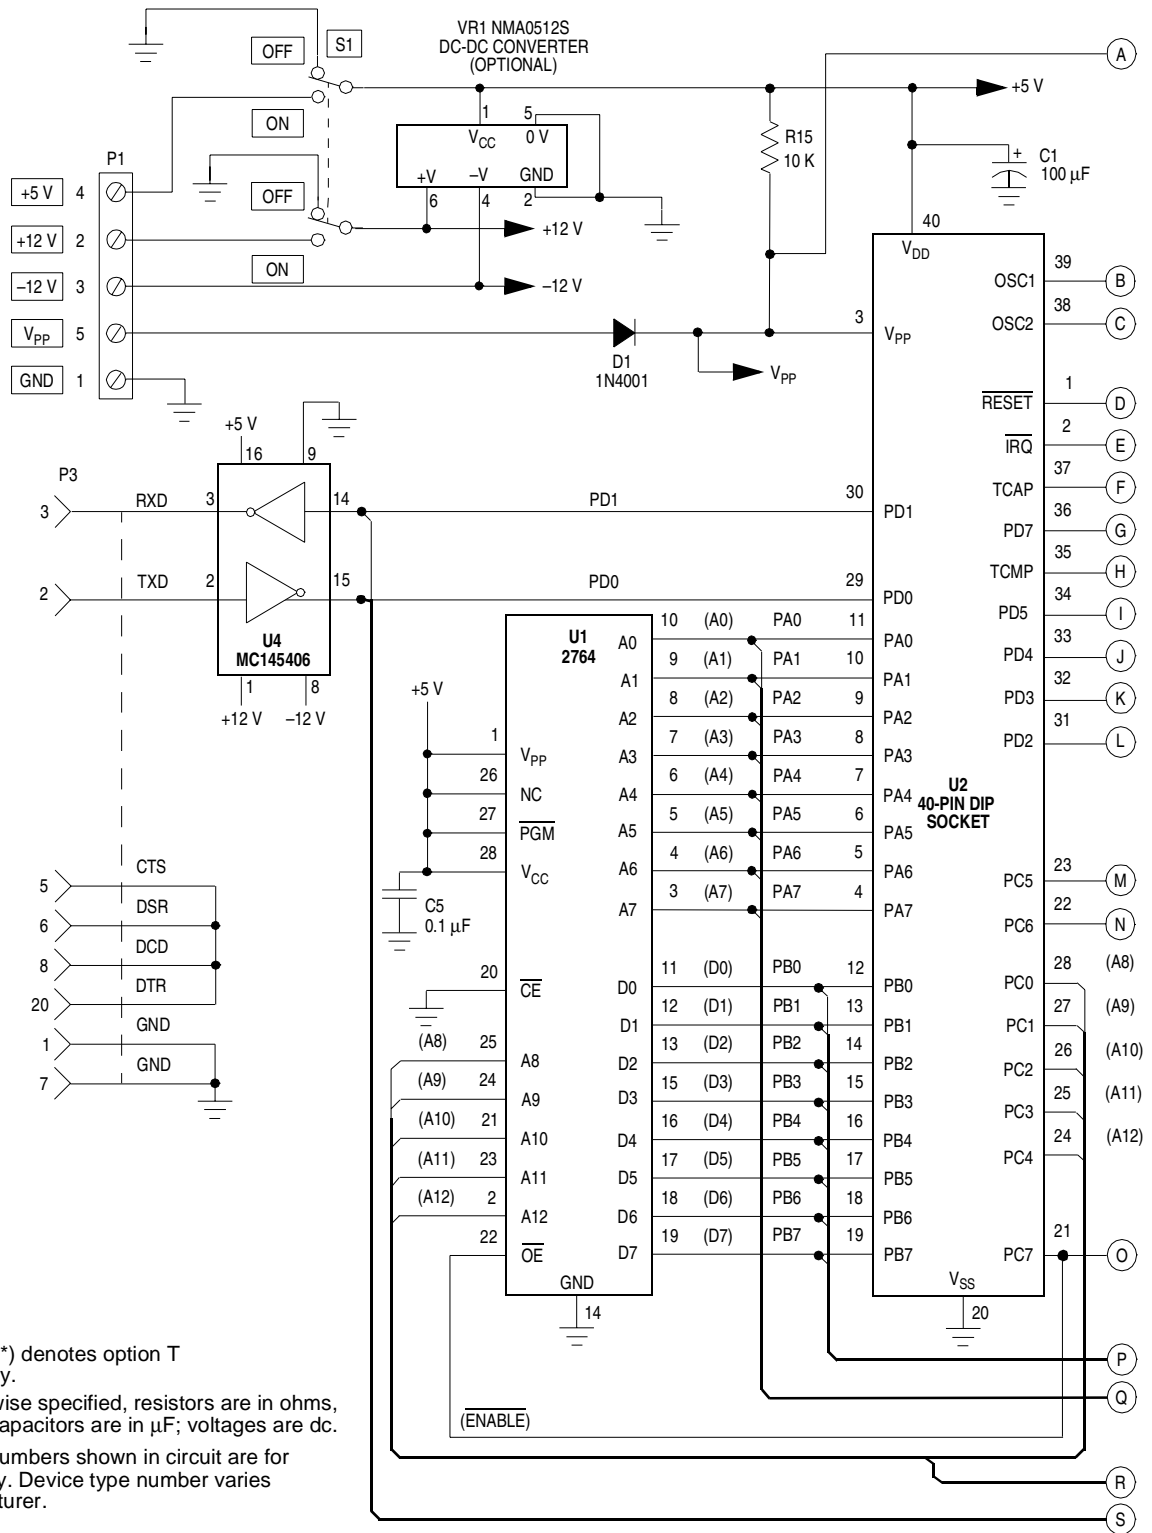 VR1 NMA0512S
DC-DC CONVERTER
(OPTIONAL)
OFF
S1
ON
A
+5 V
1
5
VCC
0 V
+V
–V
GND
6
4
2
R15
10 K
+
C1
100 µF
P1
+5 V
4
+12 V
2
–12 V
3
VPP
5
GND
1
OFF
ON
+12 V
–12 V
D1
1N4001
VPP
40
VDD
3
VPP
OSC1
39
B
OSC2
38
C
RESET
1
D
IRQ
2
E
TCAP
37
F
PD7
36
G
TCMP
35
H
PD5
34
I
PD4
33
J
PD3
32
K
PD2
31
L
+5 V
16
9
P3
3
RXD
3
14
PD1
30
PD1
2
TXD
2
15
PD0
29
PD0
U4
MC145406
1
8
+12 V
–12 V
U1
2764
A0
10
(A0)
PA0
11
PA0
A1
9
(A1)
PA1
10
PA1
A2
8
(A2)
PA2
9
PA2
A3
7
(A3)
PA3
8
PA3
A4
6
(A4)
PA4
7
PA4
A5
5
(A5)
PA5
6
PA5
A6
4
(A6)
PA6
5
PA6
A7
3
(A7)
PA7
4
PA7
U2
40-PIN DIP
SOCKET
+5 V
1
VPP
26
NC
27
PGM
28
VCC
C5
0.1 µF
5
CTS
6
DSR
8
DCD
20
DTR
1
GND
7
GND
PC5
23
M
PC6
22
N
PC0
28
(A8)
PC1
27
(A9)
PC2
26
(A10)
PC3
25
(A11)
PC4
24
(A12)
PC7
21
O
20
CE
(A8)
25
A8
(A9)
24
A9
(A10)
21
A10
(A11)
23
A11
(A12)
2
A12
22
OE
D0
11
(D0)
PB0
12
PB0
D1
12
(D1)
PB1
13
PB1
D2
13
(D2)
PB2
14
PB2
D3
15
(D3)
PB3
15
PB3
D4
16
(D4)
PB4
16
PB4
D5
17
(D5)
PB5
17
PB5
D6
18
(D6)
PB6
18
PB6
D7
19
(D7)
PB7
19
PB7
GND
14
VSS
20
(ENABLE)
P
Q
R
S
*) denotes option T
y.
wise specified, resistors are in ohms,
apacitors are in µF; voltages are dc.
umbers shown in circuit are for
y. Device type number varies
turer.